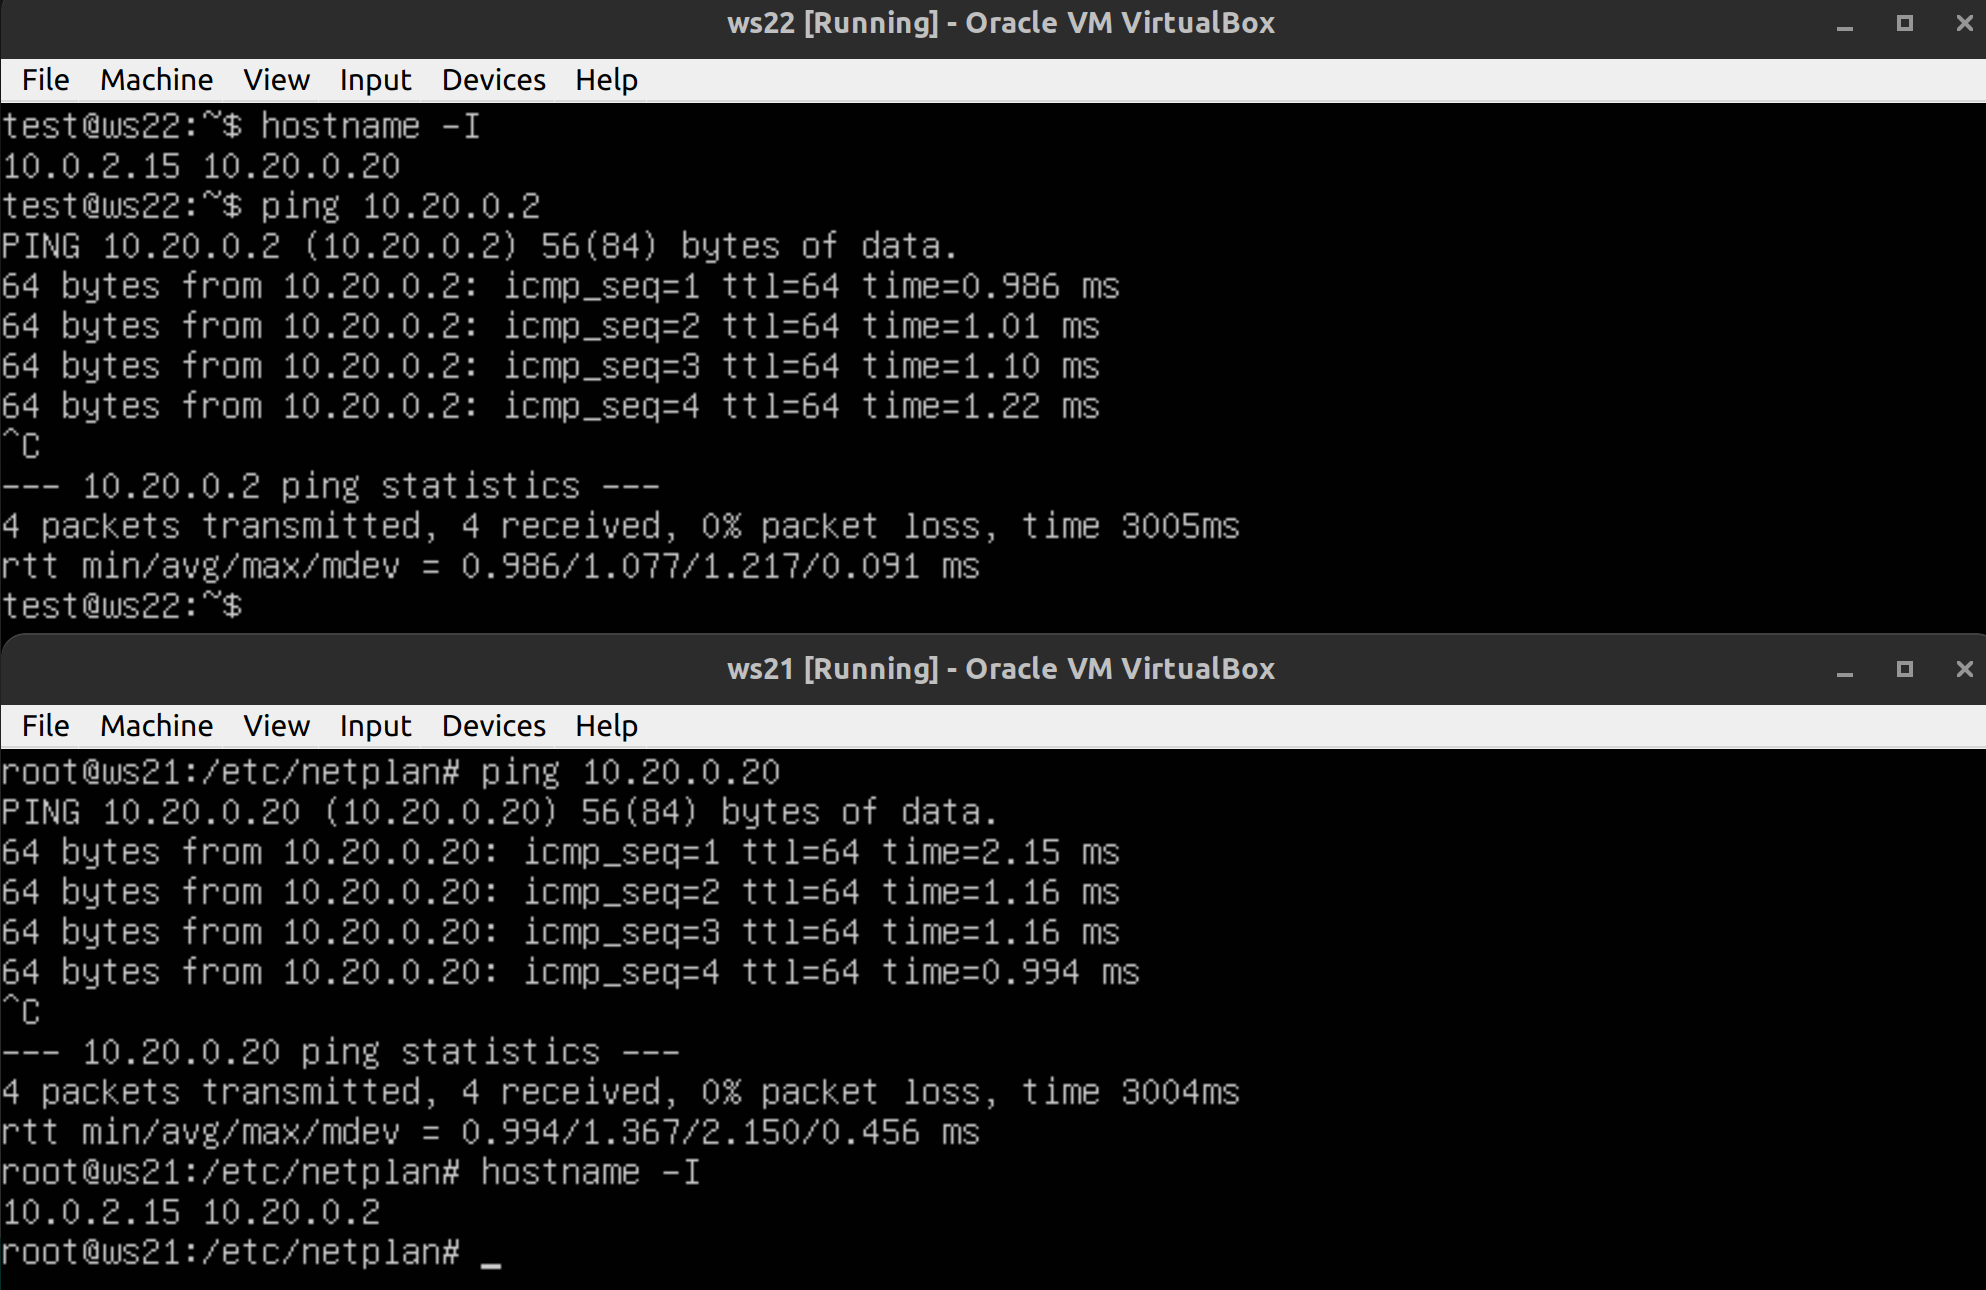 ws22 [Running] - Oracle VM VirtualBox
File Machine View Input Devices Help
test@ws22:~$ hostname -I
10.0.2.15 10.20.0.20
test@ws22:~$ ping 10.20.0.2
PING 10.20.0.2 (10.20.0.2) 56(84) bytes of data.
64 bytes from 10.20.0.2: icmp_seq=1 ttl=64 time=0.986 ms
64 bytes from 10.20.0.2: icmp_seq=2 ttl=64 time=1.01 ms
64 bytes from 10.20.0.2: icmp_seq=3 ttl=64 time=1.10 ms
64 bytes from 10.20.0.2: icmp_seq=4 ttl=64 time=1.22 ms
^C
--- 10.20.0.2 ping statistics ---
4 packets transmitted, 4 received, 0% packet loss, time 3005ms
rtt min/avg/max/mdev = 0.986/1.077/1.217/0.091 ms
test@ws22:~$
ws21 [Running] - Oracle VM VirtualBox
File Machine View Input Devices Help
root@ws21:/etc/netplan# ping 10.20.0.20
PING 10.20.0.20 (10.20.0.20) 56(84) bytes of data.
64 bytes from 10.20.0.20: icmp_seq=1 ttl=64 time=2.15 ms
64 bytes from 10.20.0.20: icmp_seq=2 ttl=64 time=1.16 ms
64 bytes from 10.20.0.20: icmp_seq=3 ttl=64 time=1.16 ms
64 bytes from 10.20.0.20: icmp_seq=4 ttl=64 time=0.994 ms
^C
--- 10.20.0.20 ping statistics ---
4 packets transmitted, 4 received, 0% packet loss, time 3004ms
rtt min/avg/max/mdev = 0.994/1.367/2.150/0.456 ms
root@ws21:/etc/netplan# hostname -I
10.0.2.15 10.20.0.2
root@ws21:/etc/netplan# _